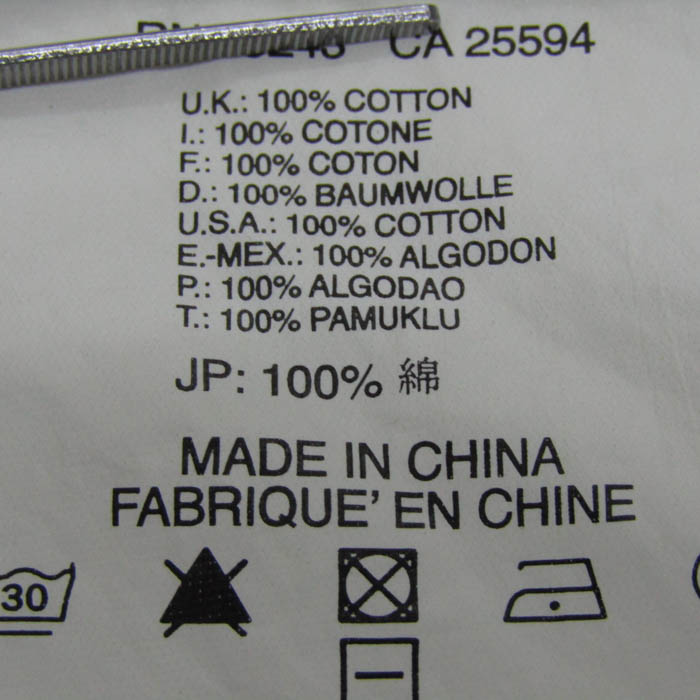 CA 25594
U.K.: 100% COTTON
I.: 100% COTONE
F.: 100% COTON
D.: 100% BAUMWOLLE
U.S.A.: 100% COTTON
E.-MEX.: 100% ALGODON
P.: 100% ALGODAO
T.: 100% PAMUKLU
JP: 100% 綿
MADE IN CHINA
FABRIQUE' EN CHINE
30